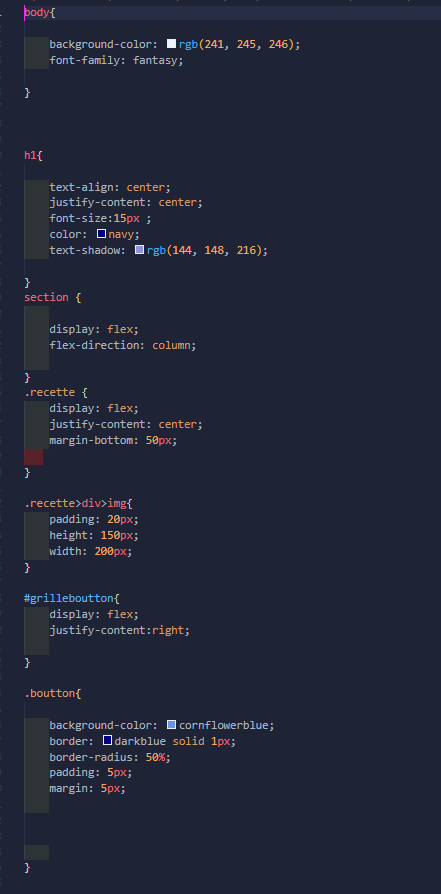 body{
background-color: rgb(241, 245, 246);
font-family: fantasy;
}
h1{
text-align: center;
justify-content: center;
font-size:15px ;
color: navy;
text-shadow: rgb(144, 148, 216);
}
section {
display: flex;
flex-direction: column;
}
.recette {
display: flex;
justify-content: center;
margin-bottom: 50px;
}
.recette>div>img{
padding: 20px;
height: 150px;
width: 200px;
}
#grilleboutton{
display: flex;
justify-content:right;
}
.boutton{
background-color: cornflowerblue;
border: darkblue solid 1px;
border-radius: 50%;
padding: 5px;
margin: 5px;
}